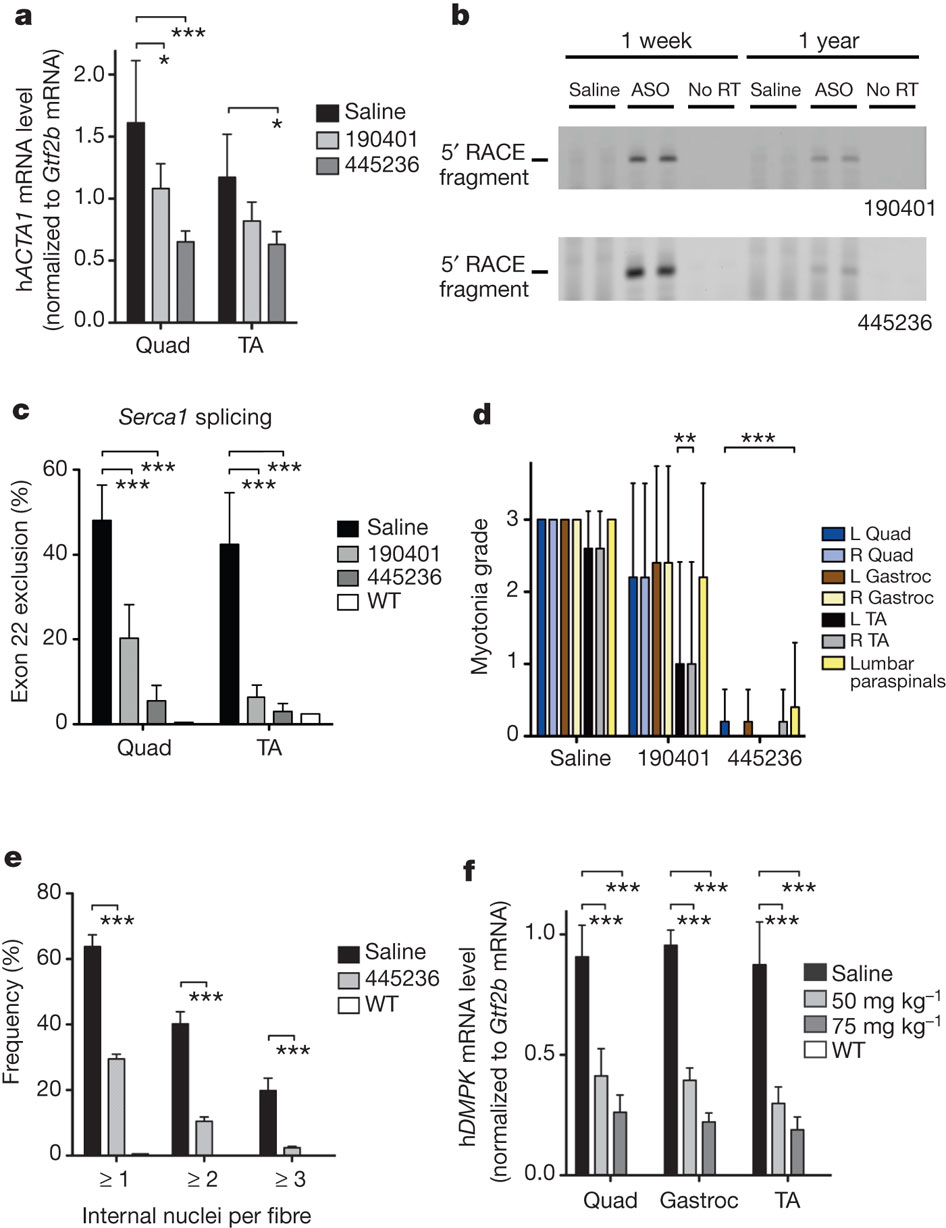 a
hACTA1 mRNA level
(normalized to Gtf2b mRNA)
2.0
1.5
1.0
0.5
0.0
***
*
*
Quad
TA
Saline
190401
445236
b
1 week
1 year
Saline
ASO
No RT
Saline
ASO
No RT
5′ RACE
fragment
190401
5′ RACE
fragment
445236
c
Serca1 splicing
Exon 22 exclusion (%)
60
40
20
0
***
***
***
***
Quad
TA
Saline
190401
445236
WT
d
Myotonia grade
3
2
1
0
**
***
Saline
190401
445236
L Quad
R Quad
L Gastroc
R Gastroc
L TA
R TA
Lumbar
paraspinals
e
Frequency (%)
80
60
40
20
0
***
***
***
≥ 1
≥ 2
≥ 3
Internal nuclei per fibre
Saline
445236
WT
f
hDMPK mRNA level
(normalized to Gtf2b mRNA)
1.0
0.5
0.0
***
***
***
***
***
***
Quad
Gastroc
TA
Saline
50 mg kg⁻¹
75 mg kg⁻¹
WT